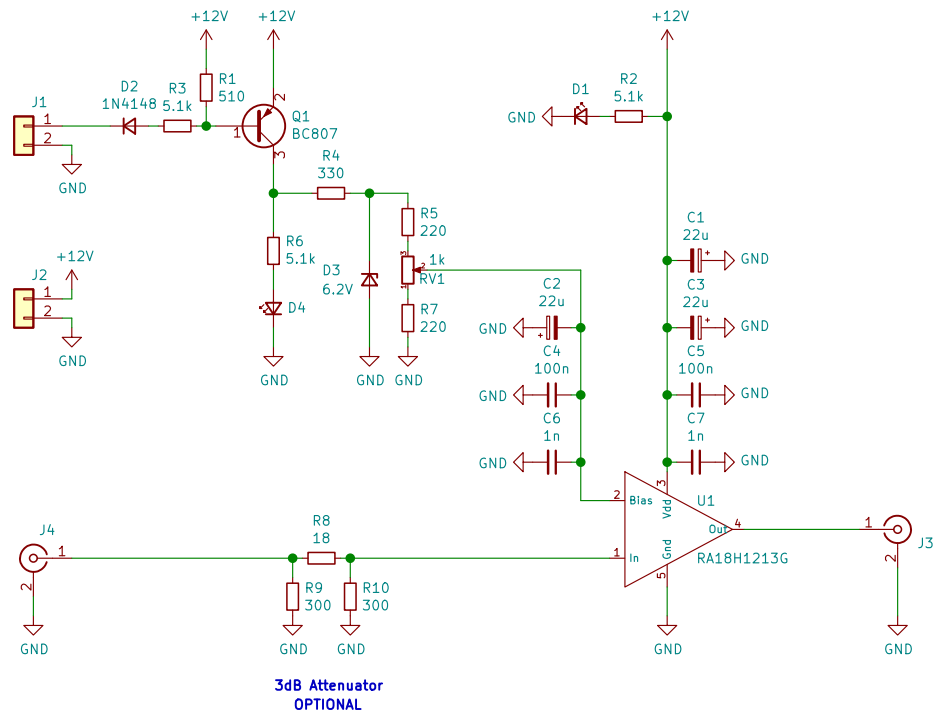 +12V
+12V
+12V
D2
1N4148
R3
5.1k
R1
510
2
Q1
BC807
1
3
J1
1
2
GND
GND
D1
R2
5.1k
R4
330
+12V
J2
1
2
GND
R6
5.1k
D4
GND
D3
6.2V
GND
R5
220
3
1k
2
RV1
1
R7
220
GND
C1
22u
+
GND
C2
22u
+
GND
C3
22u
+
GND
C4
100n
GND
C5
100n
GND
C6
1n
GND
C7
1n
GND
3
U1
2
Bias
Vdd
Out
4
1
In
Gnd
5
RA18H1213G
GND
1
J3
2
GND
J4
1
2
GND
R8
18
R9
300
GND
R10
300
GND
3dB Attenuator
OPTIONAL